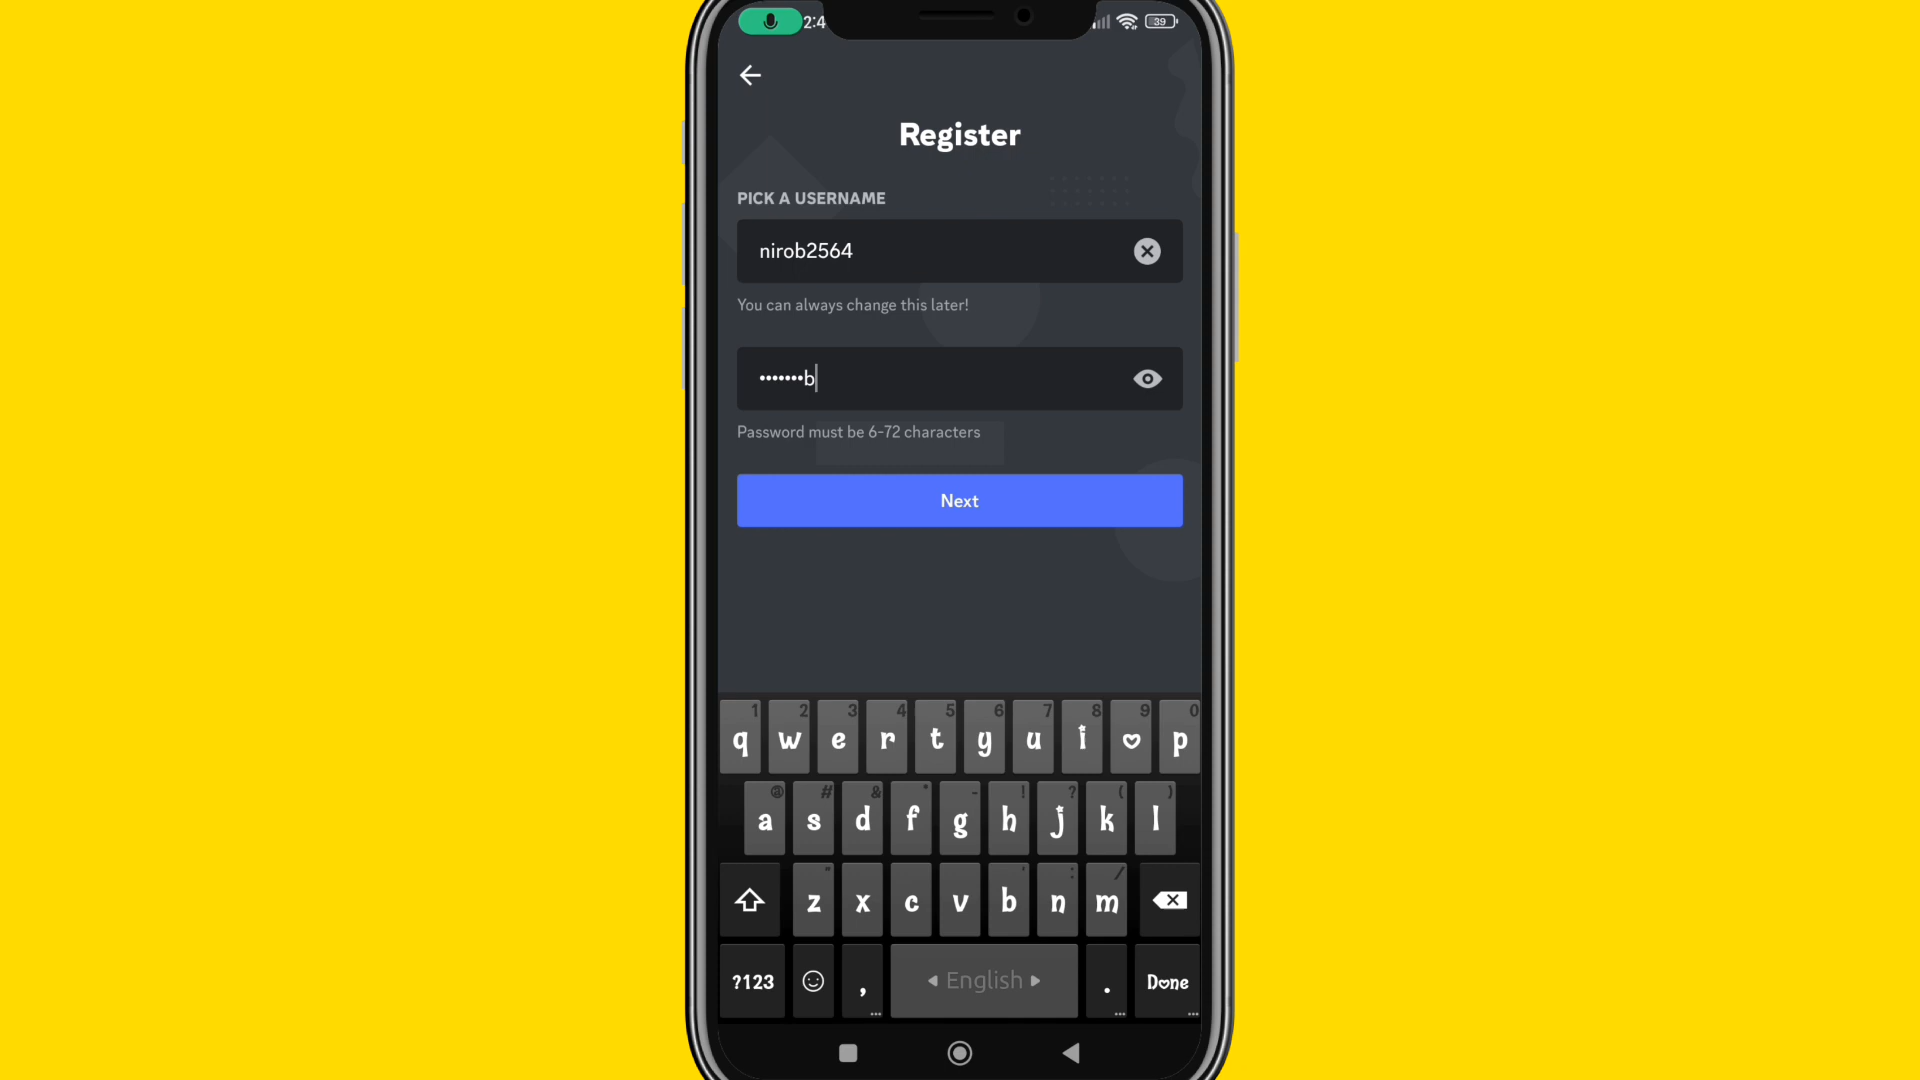 2:4
39
Register
PICK A USERNAME
nirob2564
You can always change this later!
•••••••b
Password must be 6-72 characters
Next
1 2 3 4 5 6 7 8 9 0
q w e r t y u i p
@ # & * - ! ? ( )
a s d f g h j k l
" ' : /
z x c v b n m
?123 , English . Done